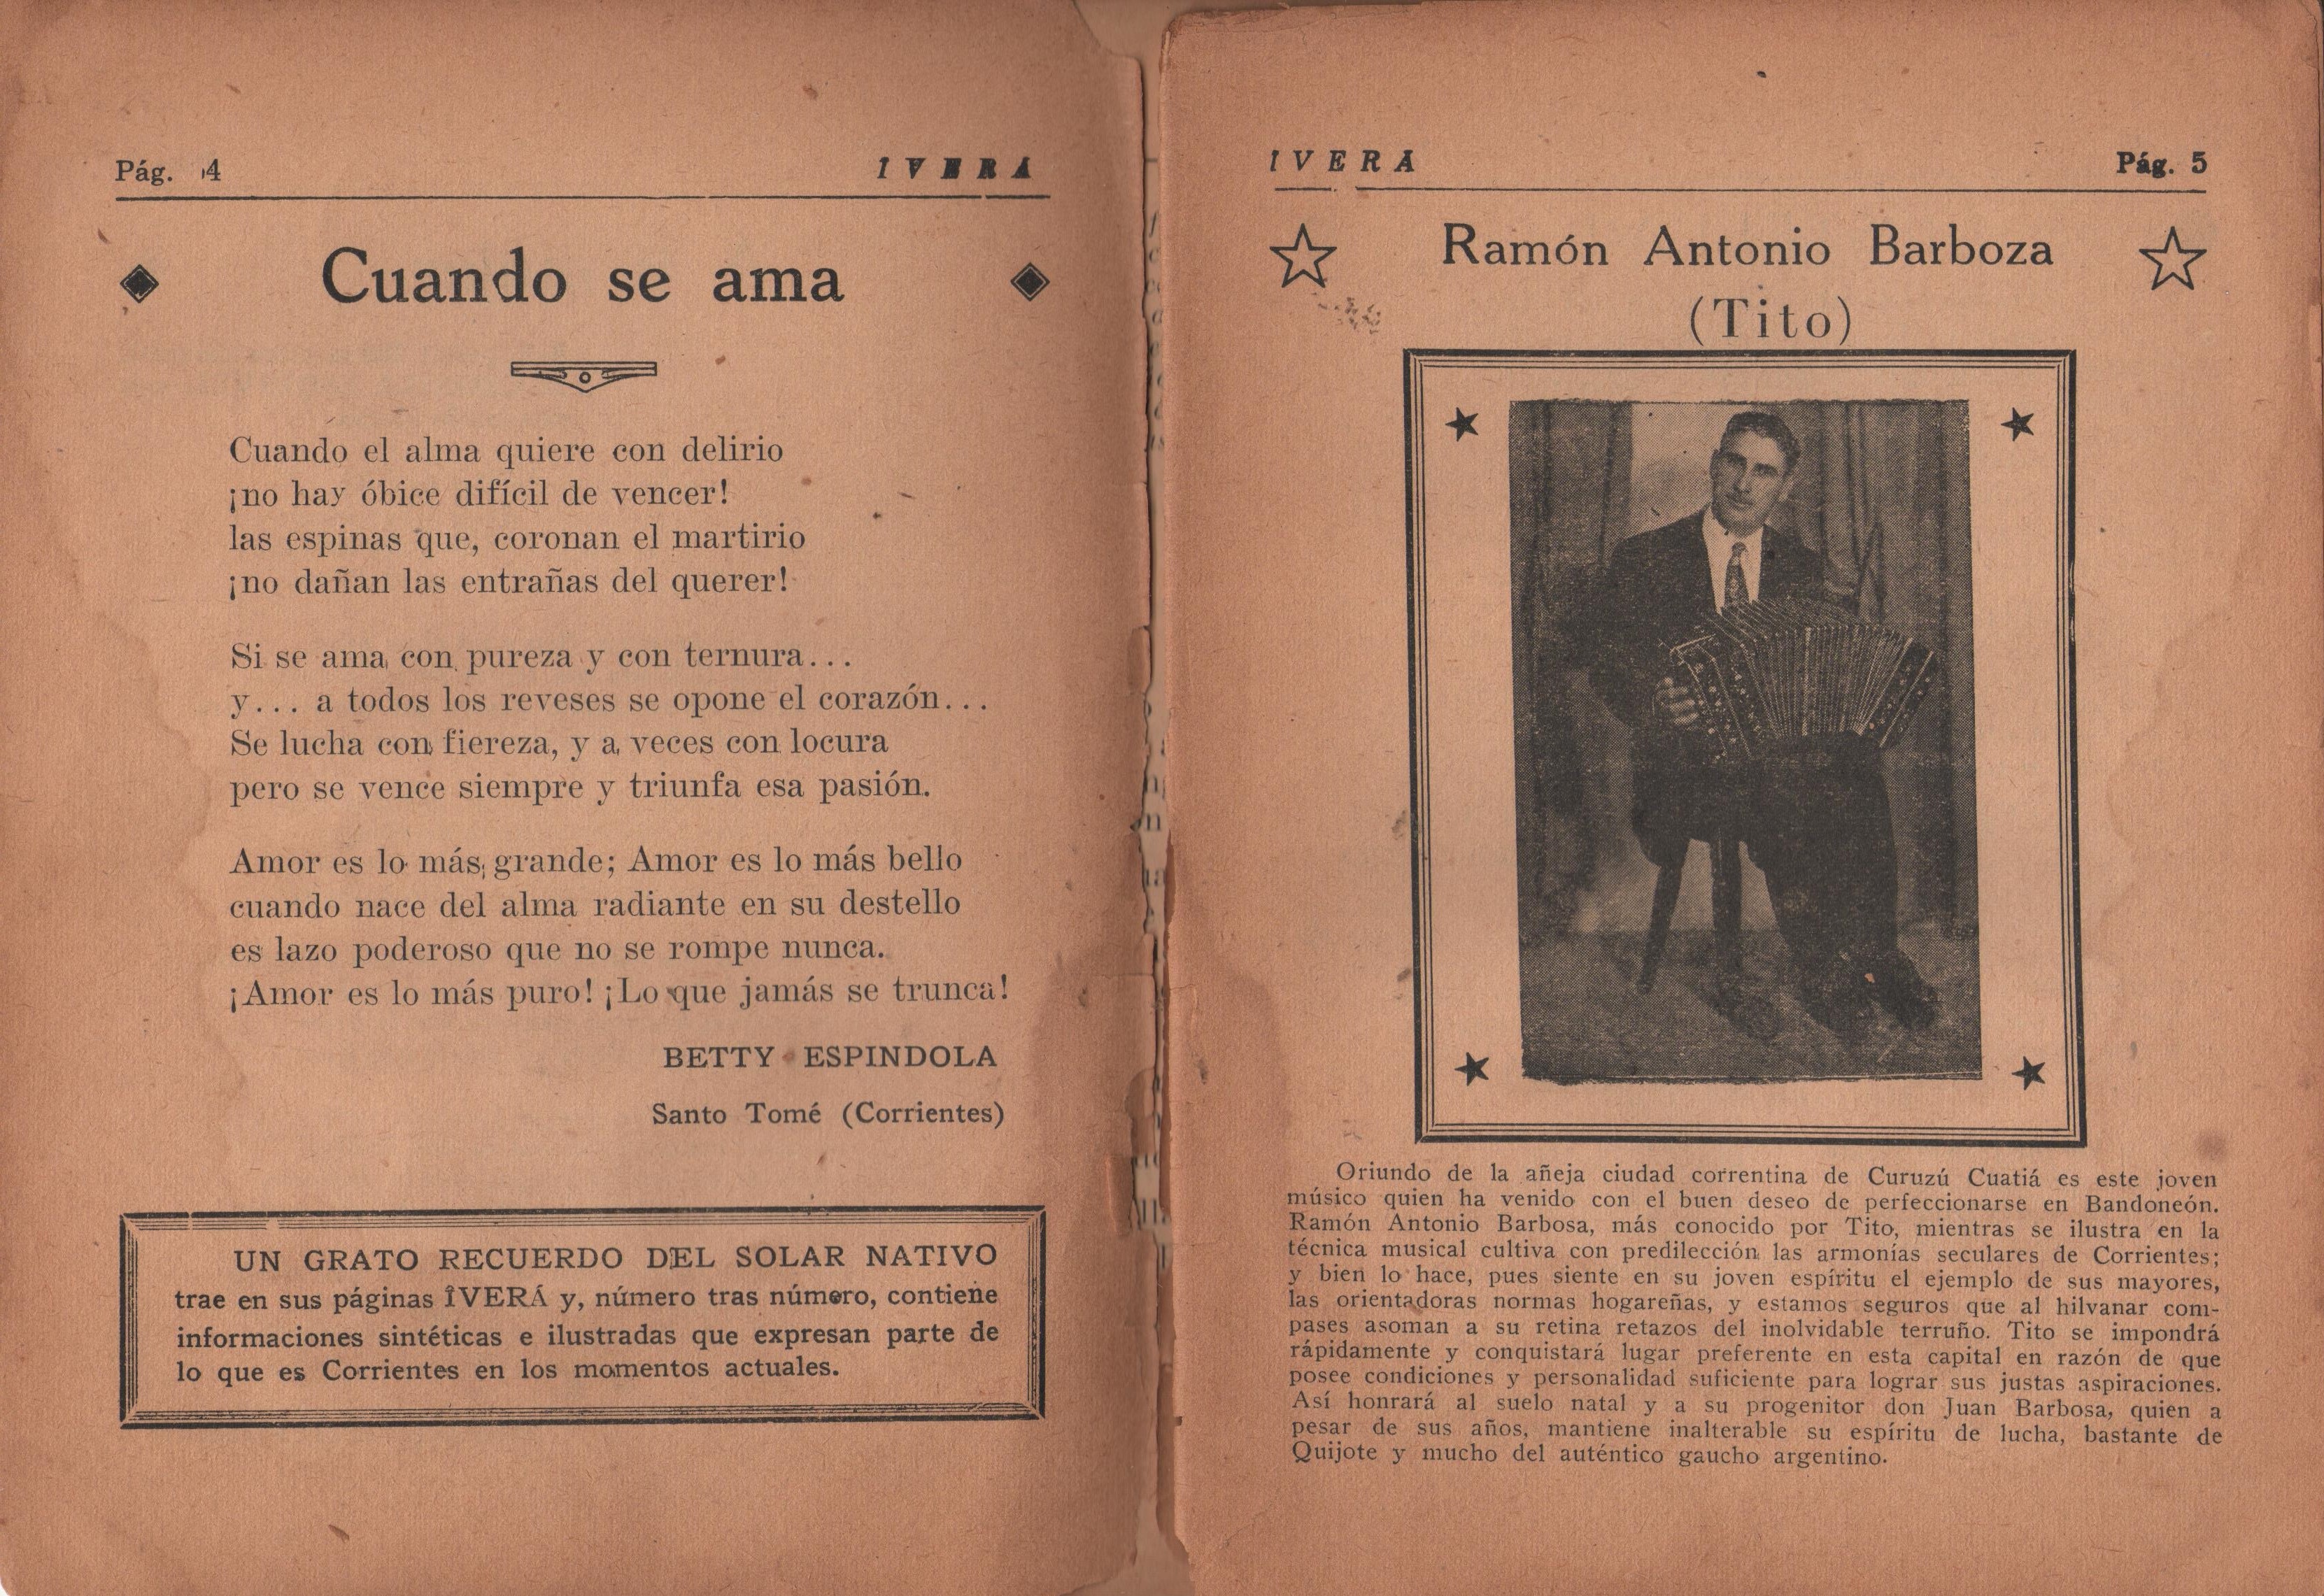 Pág. 4
IVERA
Cuando se ama
Cuando el alma quiere con delirio
¡no hay óbice difícil de vencer!
las espinas que, coronan el martirio
¡no dañan las entrañas del querer!
Si se ama con pureza y con ternura...
y... a todos los reveses se opone el corazón...
Se lucha con fiereza, y a veces con locura
pero se vence siempre y triunfa esa pasión.
Amor es lo más grande; Amor es lo más bello
cuando nace del alma radiante en su destello
es lazo poderoso que no se rompe nunca.
¡Amor es lo más puro! ¡Lo que jamás se trunca!
BETTY ESPINDOLA
Santo Tomé (Corrientes)
UN GRATO RECUERDO DEL SOLAR NATIVO
trae en sus páginas ÎVERÁ y, número tras número, contiene
informaciones sintéticas e ilustradas que expresan parte de
lo que es Corrientes en los momentos actuales.
IVERA
Pág. 5
Ramón Antonio Barboza
(Tito)
Oriundo de la añeja ciudad correntina de Curuzú Cuatiá es este joven
músico quien ha venido con el buen deseo de perfeccionarse en Bandoneón.
Ramón Antonio Barbosa, más conocido por Tito, mientras se ilustra en la
técnica musical cultiva con predilección las armonías seculares de Corrientes;
y bien lo hace, pues siente en su joven espíritu el ejemplo de sus mayores,
las orientadoras normas hogareñas, y estamos seguros que al hilvanar com-
pases asoman a su retina retazos del inolvidable terruño. Tito se impondrá
rápidamente y conquistará lugar preferente en esta capital en razón de que
posee condiciones y personalidad suficiente para lograr sus justas aspiraciones.
Así honrará al suelo natal y a su progenitor don Juan Barbosa, quien a
pesar de sus años, mantiene inalterable su espíritu de lucha, bastante de
Quijote y mucho del auténtico gaucho argentino.